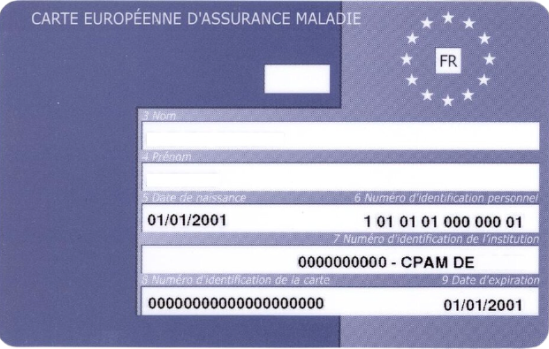 CARTE EUROPÉENNE D'ASSURANCE MALADIE
FR
3 Nom
4 Prénom
5 Date de naissance 6 Numéro d'identification personnel
01/01/2001 1 01 01 01 000 000 01
7 Numéro d'identification de l'institution
0000000000 - CPAM DE
8 Numéro d'identification de la carte 9 Date d'expiration
00000000000000000000 01/01/2001